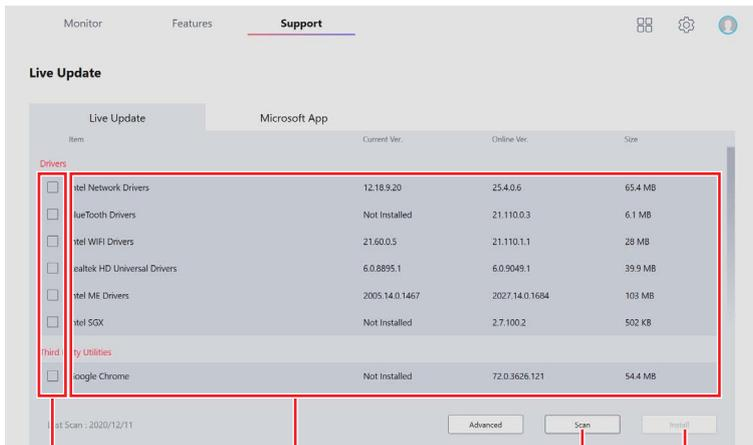 Monitor Features Support
Live Update
Live Update Microsoft App
Item Current Ver. Online Ver. Size
Drivers
ntel Network Drivers 12.18.9.20 25.4.0.6 65.4 MB
lueTooth Drivers Not Installed 21.110.0.3 6.1 MB
ntel WIFI Drivers 21.60.0.5 21.110.1.1 28 MB
ealtek HD Universal Drivers 6.0.8895.1 6.0.9049.1 39.9 MB
ntel ME Drivers 2005.14.0.1467 2027.14.0.1684 103 MB
ntel SGX Not Installed 2.7.100.2 502 KB
Third ty Utilities
oogle Chrome Not Installed 72.0.3626.121 54.4 MB
L st Scan : 2020/12/11 Advanced Scan Install